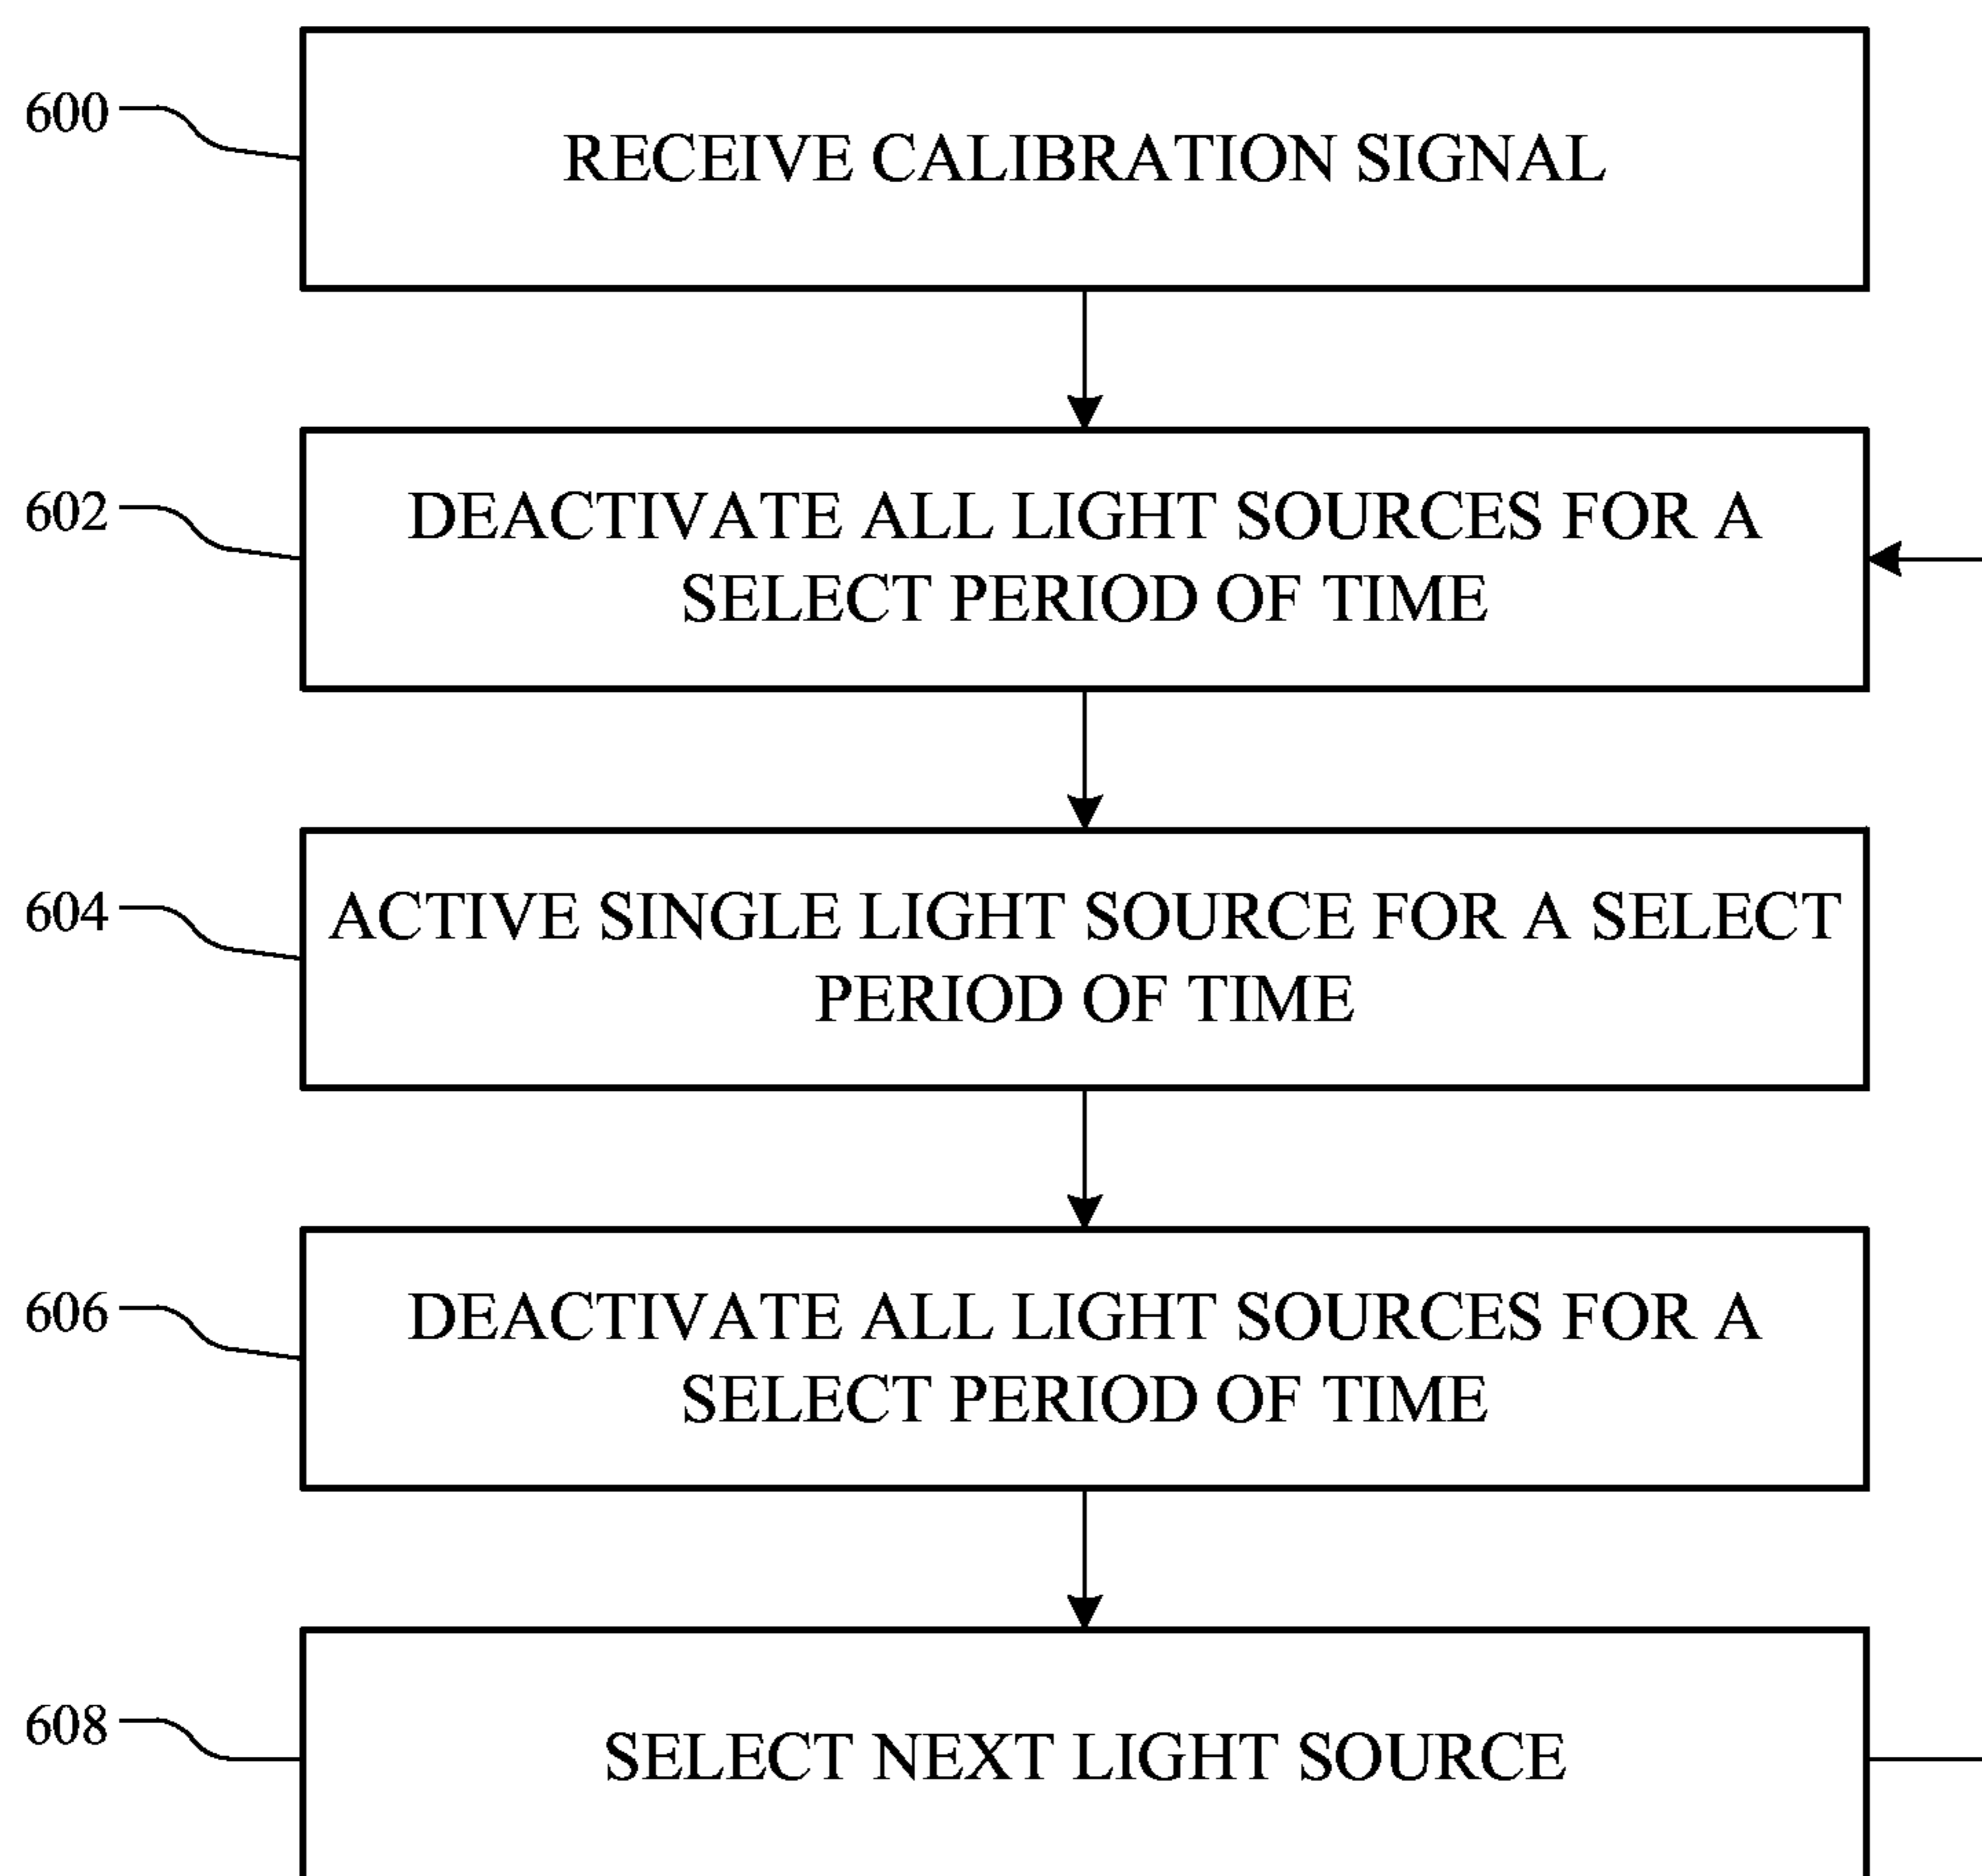 600
RECEIVE CALIBRATION SIGNAL
602
DEACTIVATE ALL LIGHT SOURCES FOR A
SELECT PERIOD OF TIME
604
ACTIVE SINGLE LIGHT SOURCE FOR A SELECT
PERIOD OF TIME
606
DEACTIVATE ALL LIGHT SOURCES FOR A
SELECT PERIOD OF TIME
608
SELECT NEXT LIGHT SOURCE